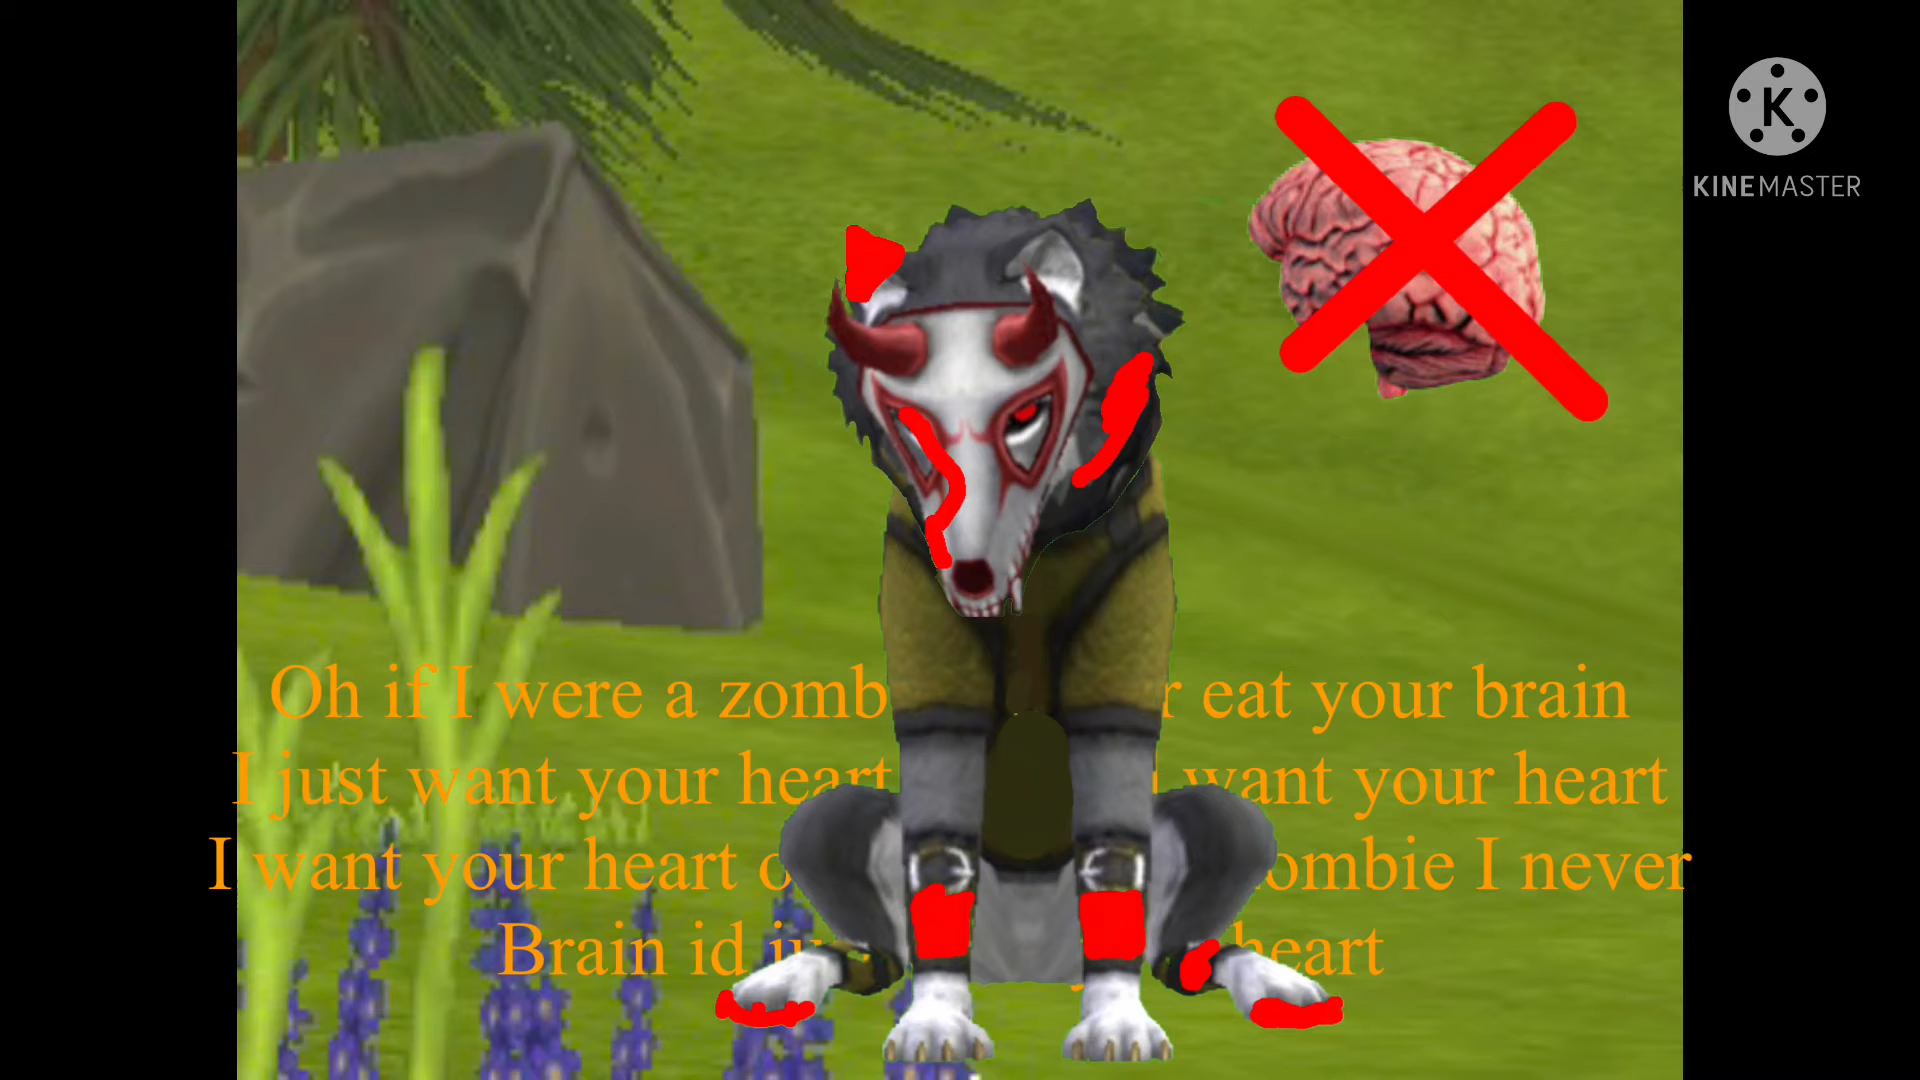 K
KINEMASTER
Oh if I were a zomb r eat your brain
I just want your heart want your heart
I want your heart o ombie I never
Brain id ju heart